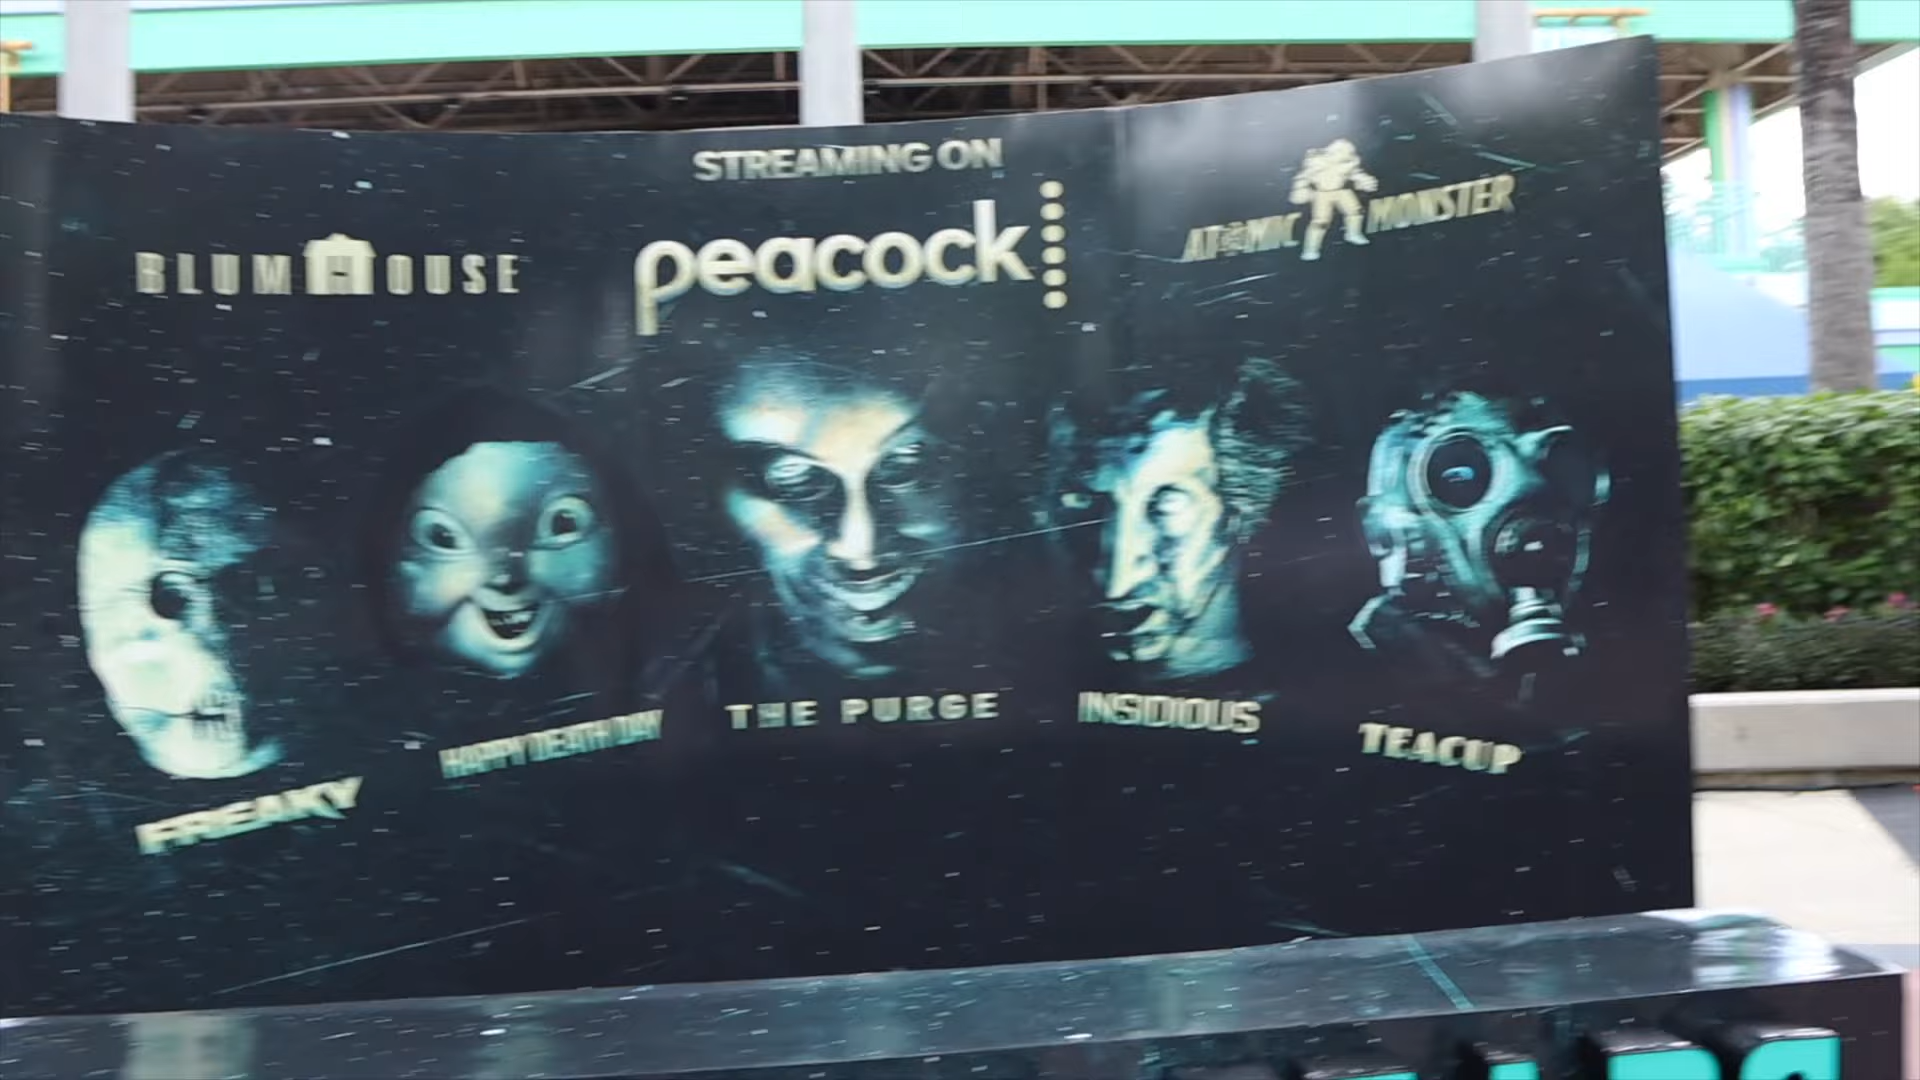 STREAMING ON
BLUMHOUSE
peacock
ATOMIC MONSTER
FREAKY
HAPPY DEATH DAY
THE PURGE
INSIDIOUS
TEACUP